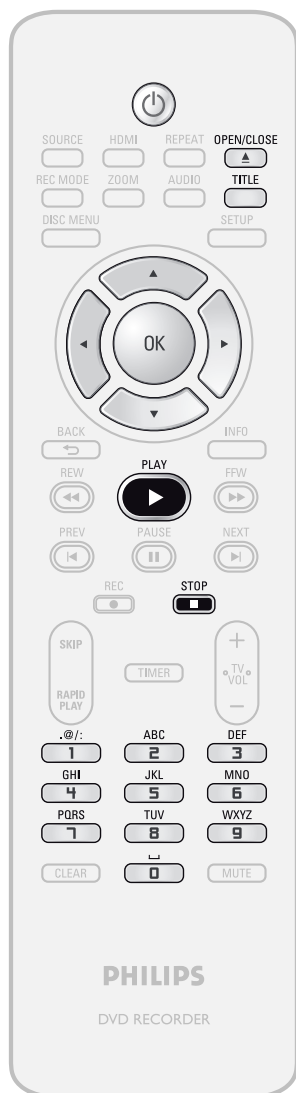 SOURCE HDMI REPEAT OPEN/CLOSE
REC MODE ZOOM AUDIO TITLE
DISC MENU SETUP
OK
BACK INFO
REW PLAY FFW
PREV PAUSE NEXT
REC STOP
SKIP
RAPID
PLAY
TIMER
+
TV
VOL
−
.@/: ABC DEF
1 2 3
GHI JKL MNO
4 5 6
PQRS TUV WXYZ
7 8 9
␣
CLEAR 0 MUTE
PHILIPS
DVD RECORDER